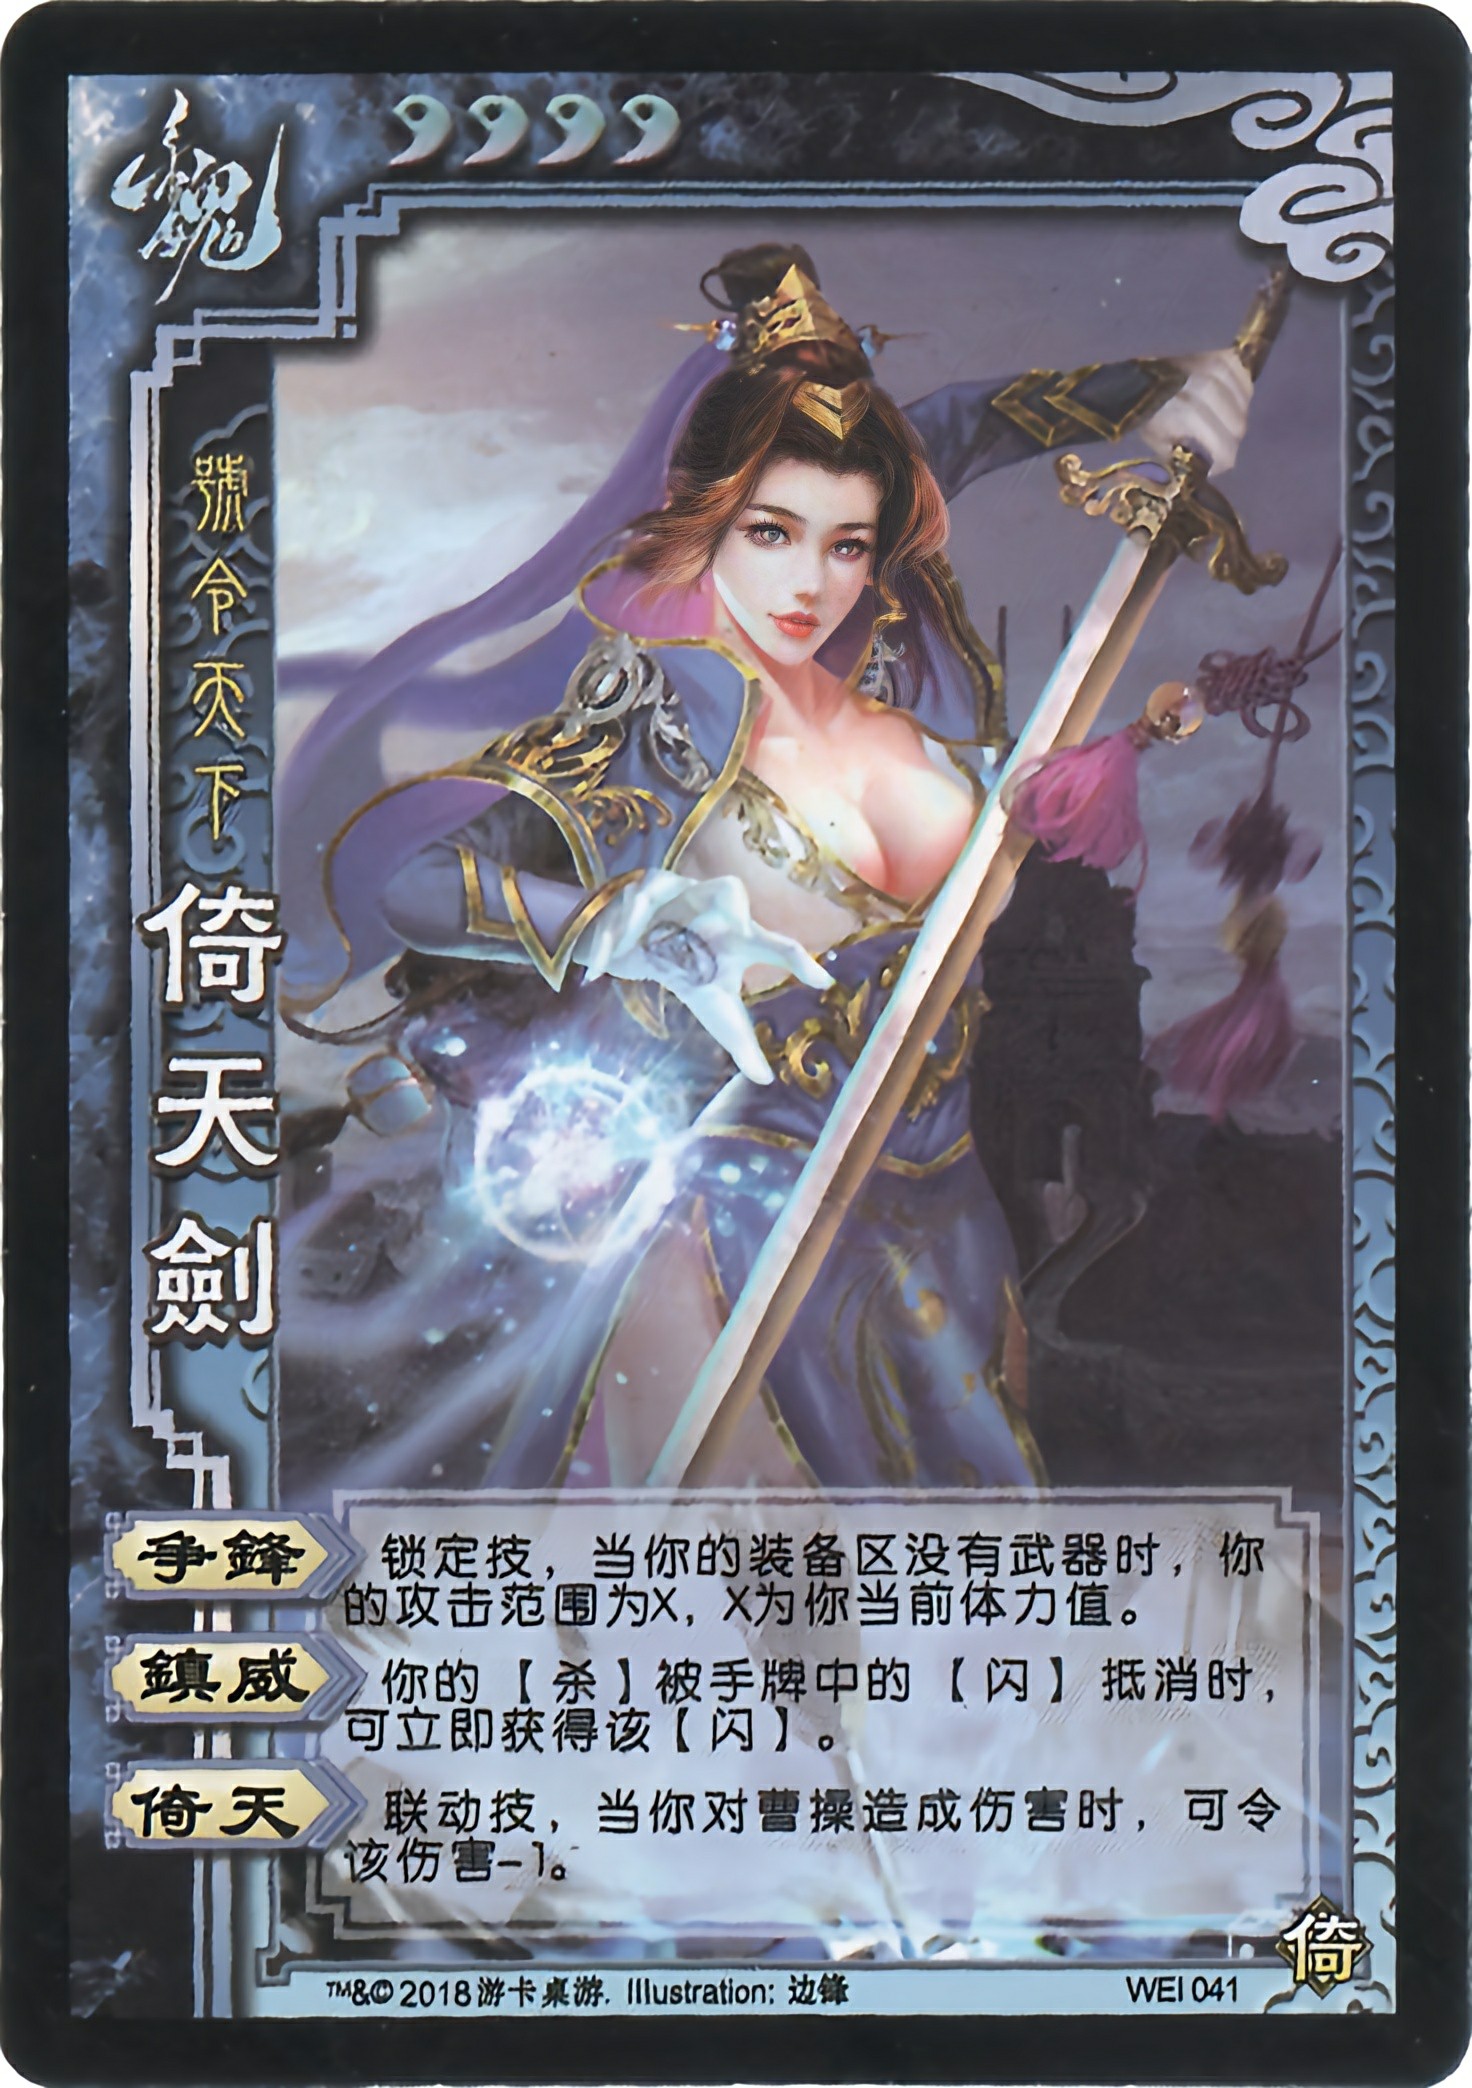 魏
號令天下
倚天劍
爭鋒
锁定技，当你的装备区没有武器时，你
的攻击范围为X，X为你当前体力值。
鎮威
你的【杀】被手牌中的【闪】抵消时，
可立即获得该【闪】。
倚天
联动技，当你对曹操造成伤害时，可令
该伤害-1。
倚
™&© 2018 游卡桌游. Illustration: 边锋
WEI 041